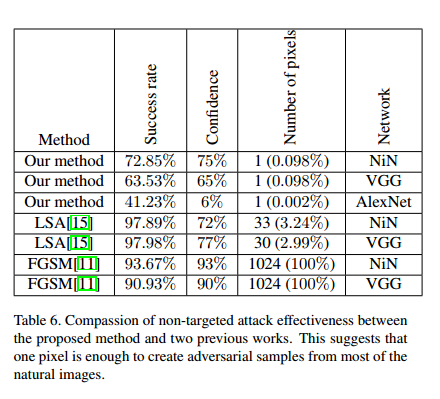 Method Success rate Confidence Number of pixels Network
Our method 72.85% 75% 1 (0.098%) NiN
Our method 63.53% 65% 1 (0.098%) VGG
Our method 41.23% 6% 1 (0.002%) AlexNet
LSA[15] 97.89% 72% 33 (3.24%) NiN
LSA[15] 97.98% 77% 30 (2.99%) VGG
FGSM[11] 93.67% 93% 1024 (100%) NiN
FGSM[11] 90.93% 90% 1024 (100%) VGG
Table 6. Compassion of non-targeted attack effectiveness between
the proposed method and two previous works. This suggests that
one pixel is enough to create adversarial samples from most of the
natural images.